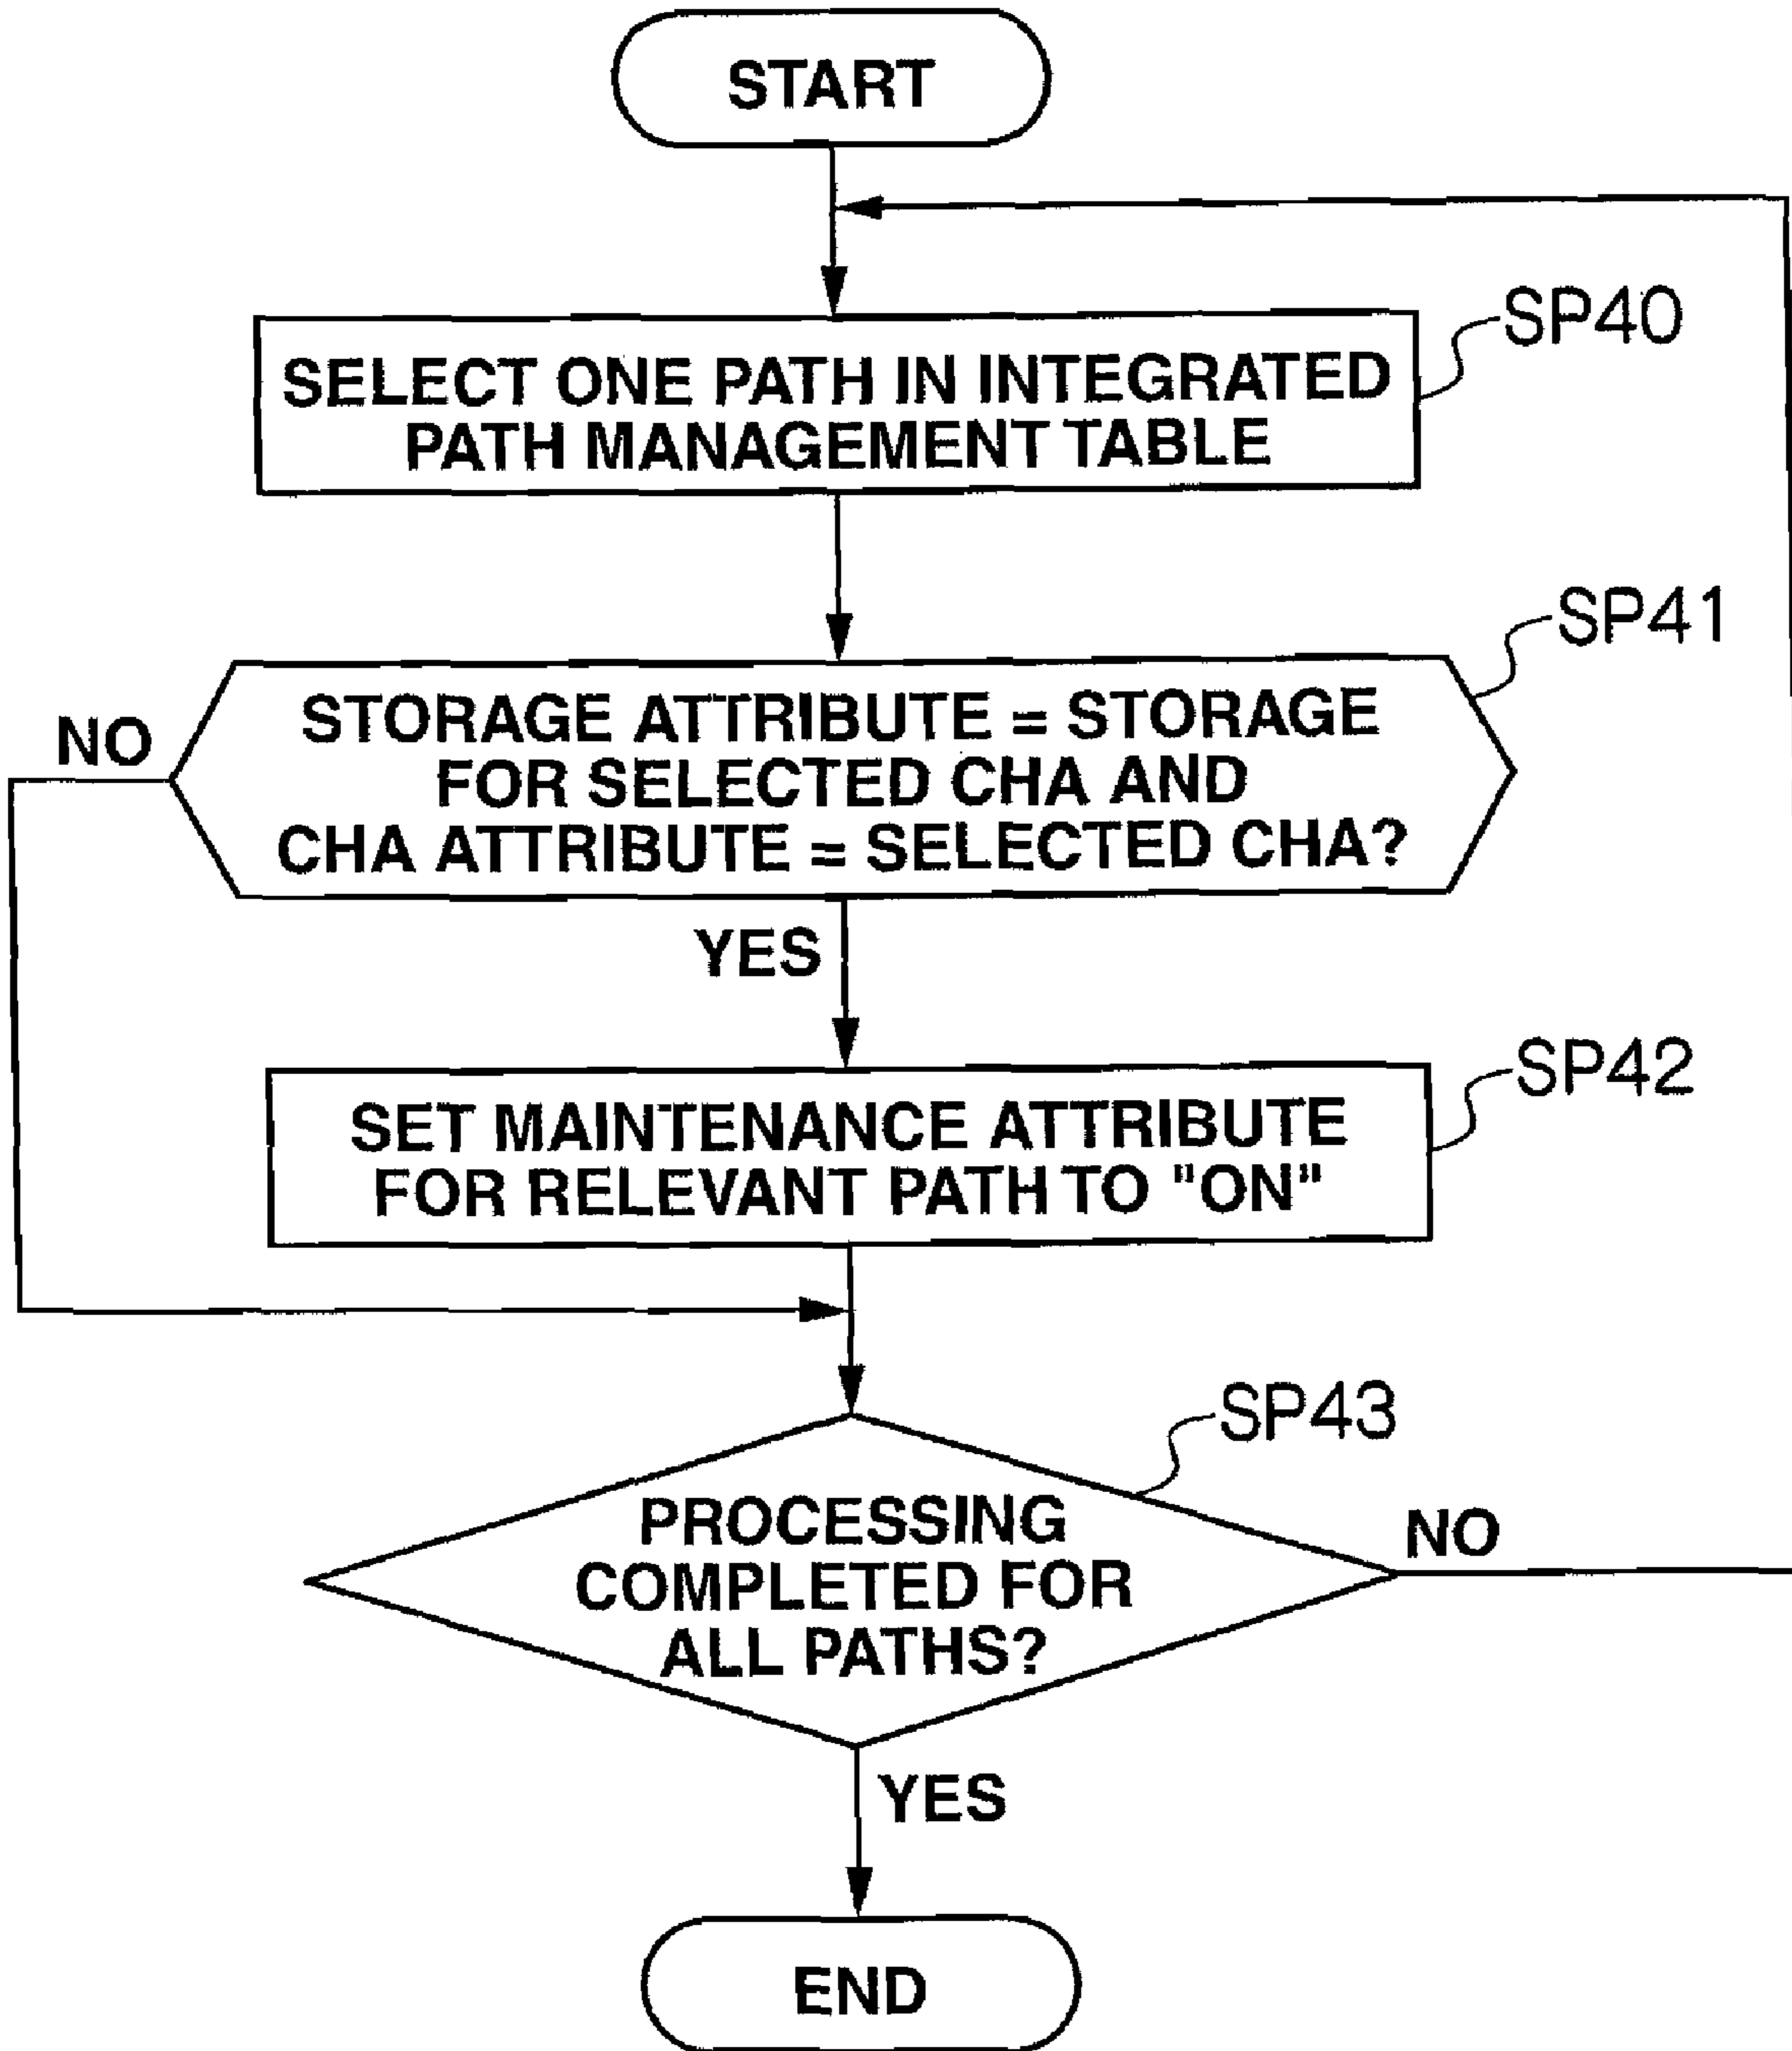 START
SP40
SELECT ONE PATH IN INTEGRATED
PATH MANAGEMENT TABLE
SP41
NO
STORAGE ATTRIBUTE = STORAGE
FOR SELECTED CHA AND
CHA ATTRIBUTE = SELECTED CHA?
YES
SP42
SET MAINTENANCE ATTRIBUTE
FOR RELEVANT PATH TO "ON"
SP43
PROCESSING
COMPLETED FOR
ALL PATHS?
NO
YES
END